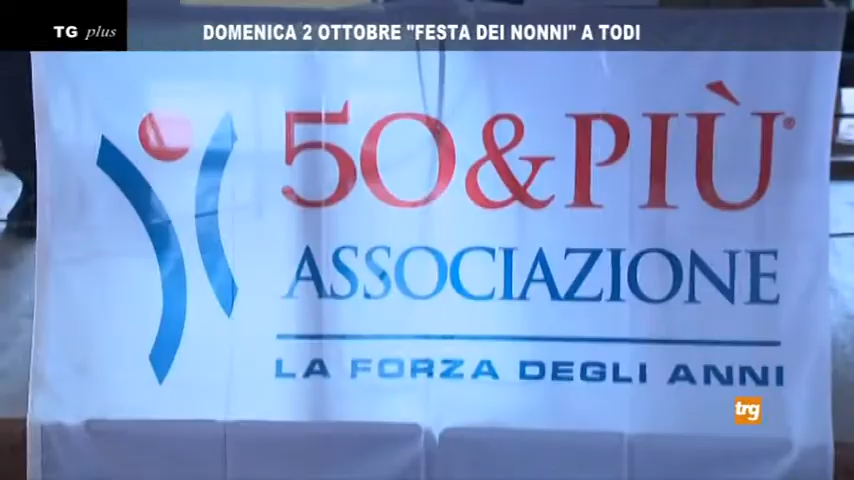 TG plus
DOMENICA 2 OTTOBRE "FESTA DEI NONNI" A TODI
50&PIÙ®
ASSOCIAZIONE
LA FORZA DEGLI ANNI
trg